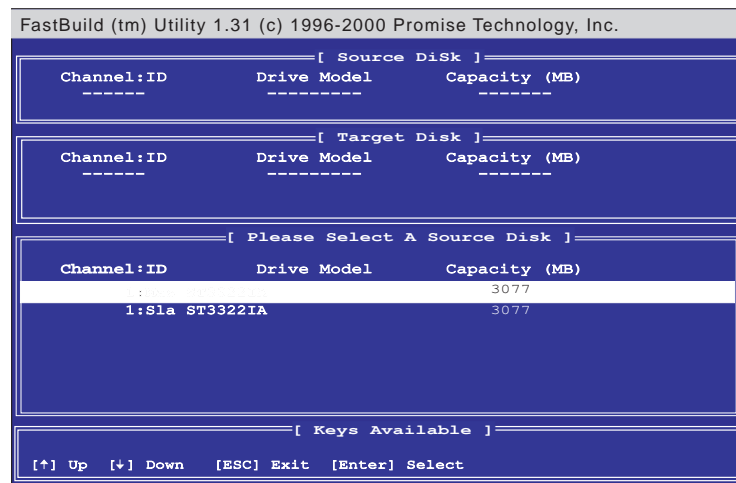 FastBuild (tm) Utility 1.31 (c) 1996-2000 Promise Technology, Inc.
[ Source DiSk ]
Channel:ID Drive Model Capacity (MB)
------ --------- -------
[ Target Disk ]
Channel:ID Drive Model Capacity (MB)
------ --------- -------
[ Please Select A Source Disk ]
Channel:ID Drive Model Capacity (MB)
: 3077
1:Sla ST3322IA 3077
[ Keys Available ]
[↑] Up [↓] Down [ESC] Exit [Enter] Select